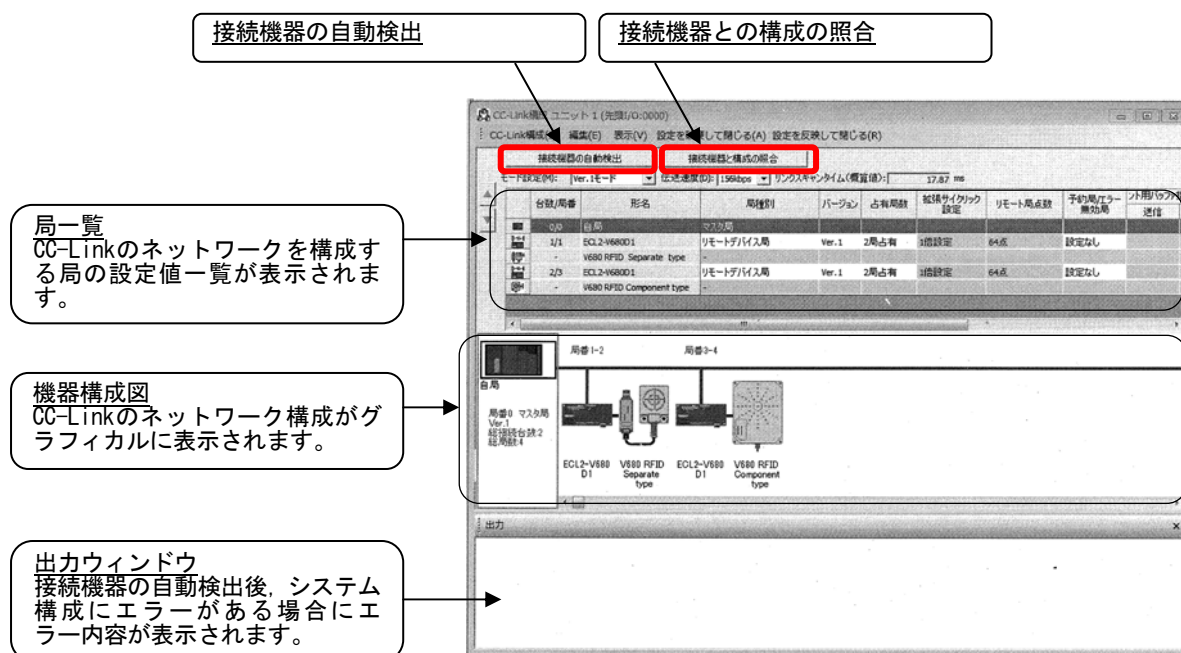 接続機器の自動検出
接続機器との構成の照合
CC-Link構成 ユニット 1 (先頭I/O:0000)
CC-Link構成 編集(E) 表示(V) 設定を して閉じる(A) 設定を反映して閉じる(R)
接続機器の自動検出 接続機器と構成の照合
モード設定(M): Ver.1モード 伝送速度(D): 156kbps リンクスキャンタイム(概算値): 17.87 ms
台数/局番 形名 局種別 バージョン 占有局数 拡張サイクリック設定 リモート局点数 予約局/エラー無効局 ント用バッファ 送信
0/0 自局 マスタ局
1/1 ECL2-V680D1 リモートデバイス局 Ver.1 2局占有 1倍設定 64点 設定なし
- V680 RFID Separate type -
2/3 ECL2-V680D1 リモートデバイス局 Ver.1 2局占有 1倍設定 64点 設定なし
- V680 RFID Component type -
局一覧
CC-Linkのネットワークを構成す
る局の設定値一覧が表示されま
す。
局番1-2 局番3-4
自局
局番0 マスタ局
Ver.1
総接続台数:2
総局数:4
ECL2-V680 V680 RFID ECL2-V680 V680 RFID
D1 Separate D1 Component
type type
機器構成図
CC-Linkのネットワーク構成がグ
ラフィカルに表示されます。
出力
出力ウィンドウ
接続機器の自動検出後, システム
構成にエラーがある場合にエ
ラー内容が表示されます。